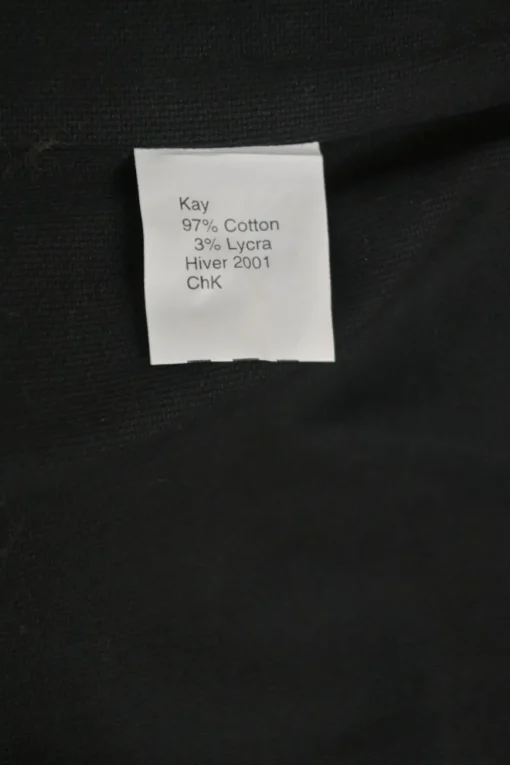 Kay
97% Cotton
3% Lycra
Hiver 2001
ChK